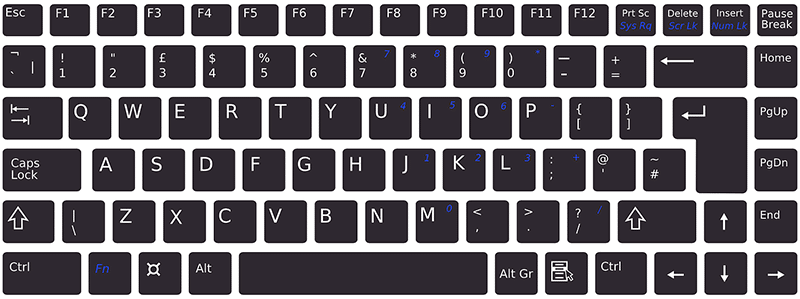 Esc F1 F2 F3 F4 F5 F6 F7 F8 F9 F10 F11 F12 Prt Sc Sys Rq Delete Scr Lk Insert Num Lk Pause Break
¬ ` | ! 1 " 2 £ 3 $ 4 % 5 ^ 6 & 7 7 * 8 8 ( 9 9 ) 0 * _ - + = Home
Q W E R T Y U 4 I 5 O 6 P - { [ } ] PgUp
Caps Lock A S D F G H J 1 K 2 L 3 : ; + @ ' ~ # PgDn
| \ Z X C V B N M 0 < , > . ? / / End
Ctrl Fn Alt Alt Gr Ctrl